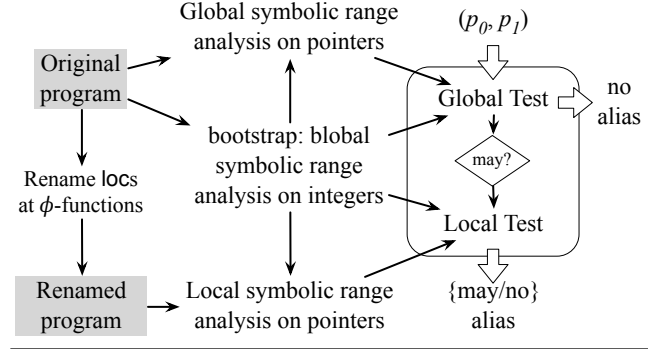 Global symbolic range
analysis on pointers
(p0, p1)
Original
program
Global Test
no
alias
bootstrap: blobal
symbolic range
analysis on integers
may?
Rename locs
at ϕ-functions
Local Test
Renamed
program
Local symbolic range
analysis on pointers
{may/no}
alias